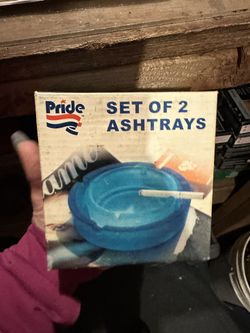 Pride
SET OF 2
ASHTRAYS